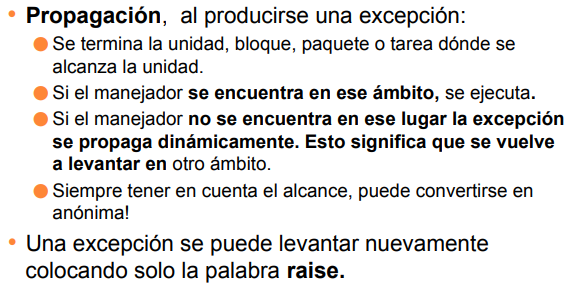 • Propagación, al producirse una excepción:
● Se termina la unidad, bloque, paquete o tarea dónde se
alcanza la unidad.
● Si el manejador se encuentra en ese ámbito, se ejecuta.
● Si el manejador no se encuentra en ese lugar la excepción
se propaga dinámicamente. Esto significa que se vuelve
a levantar en otro ámbito.
● Siempre tener en cuenta el alcance, puede convertirse en
anónima!
• Una excepción se puede levantar nuevamente
colocando solo la palabra raise.